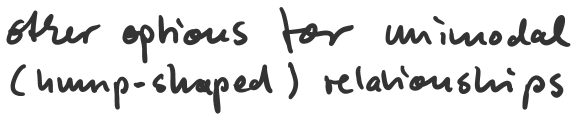 other options for unimodal
(hump-shaped) relationships